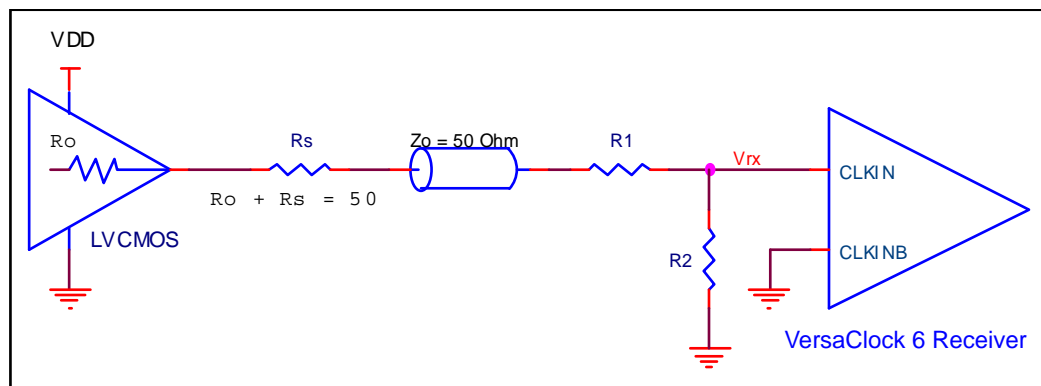 VDD
Ro
Rs
Zo = 50 Ohm
R1
Vrx
CLKIN
Ro + Rs = 50
LVCMOS
R2
CLKINB
VersaClock 6 Receiver